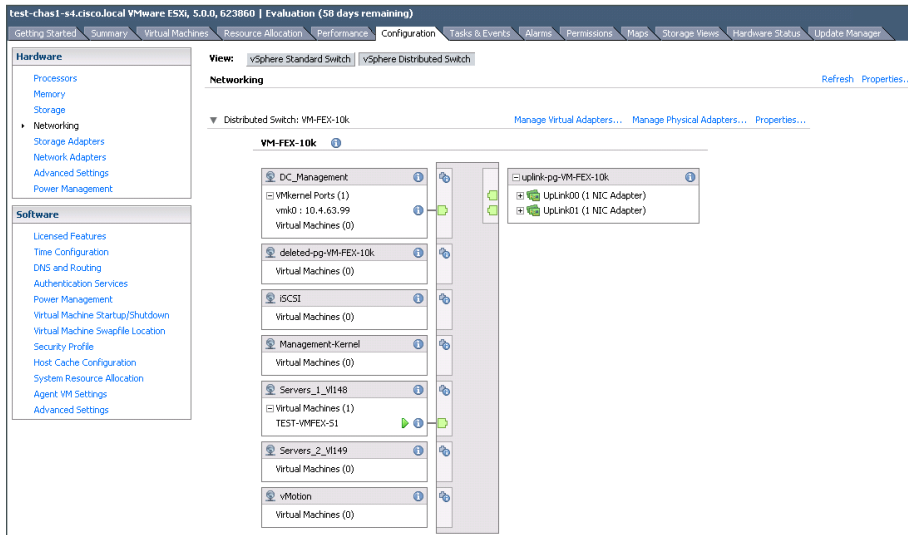 test-chas1-s4.cisco.local VMware ESXi, 5.0.0, 623860 | Evaluation (58 days remaining)
Getting Started Summary Virtual Machines Resource Allocation Performance Configuration Tasks & Events Alarms Permissions Maps Storage Views Hardware Status Update Manager
Hardware
Processors
Memory
Storage
Networking
Storage Adapters
Network Adapters
Advanced Settings
Power Management
Software
Licensed Features
Time Configuration
DNS and Routing
Authentication Services
Power Management
Virtual Machine Startup/Shutdown
Virtual Machine Swapfile Location
Security Profile
Host Cache Configuration
System Resource Allocation
Agent VM Settings
Advanced Settings
View: vSphere Standard Switch vSphere Distributed Switch
Networking Refresh Properties..
Distributed Switch: VM-FEX-10k Manage Virtual Adapters... Manage Physical Adapters... Properties...
VM-FEX-10k
DC_Management
VMkernel Ports (1)
vmk0 : 10.4.63.99
Virtual Machines (0)
deleted-pg-VM-FEX-10k
Virtual Machines (0)
iSCSI
Virtual Machines (0)
Management-Kernel
Virtual Machines (0)
Servers_1_Vl148
Virtual Machines (1)
TEST-VMFEX-S1
Servers_2_Vl149
Virtual Machines (0)
vMotion
Virtual Machines (0)
uplink-pg-VM-FEX-10k
UpLink00 (1 NIC Adapter)
UpLink01 (1 NIC Adapter)